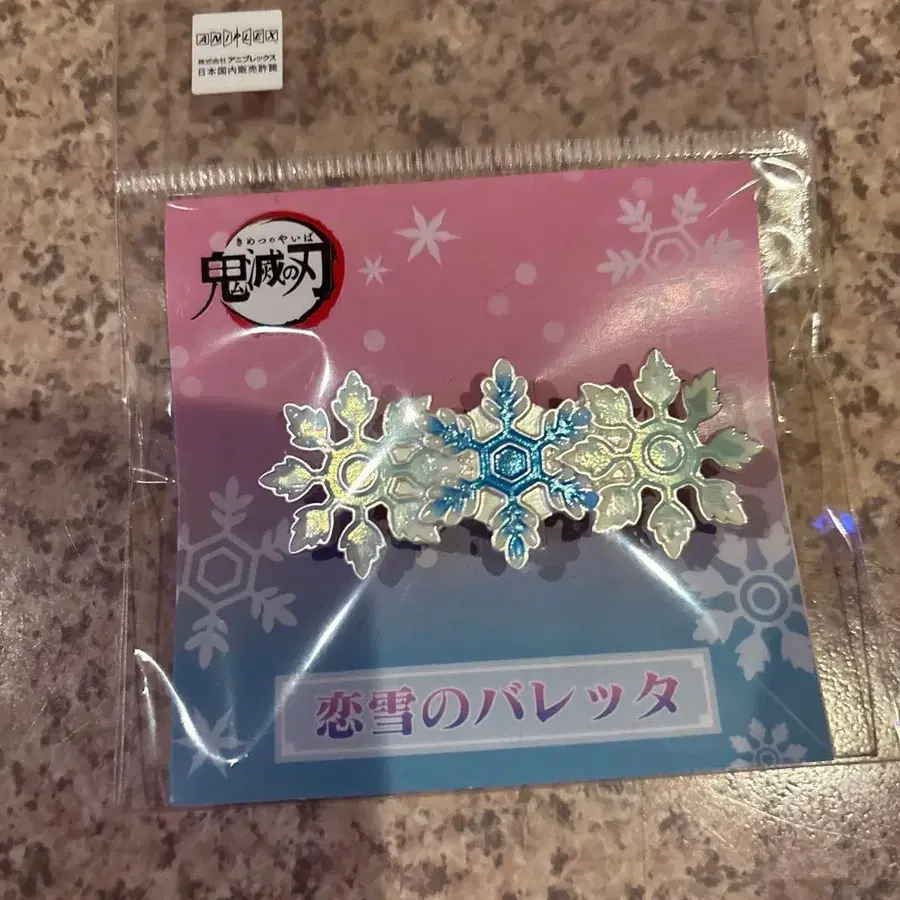 ANIPLEX
株式会社 アニプレックス
日本国内販売許諾
きめつのやいば
鬼滅の刃
恋雪のバレッタ